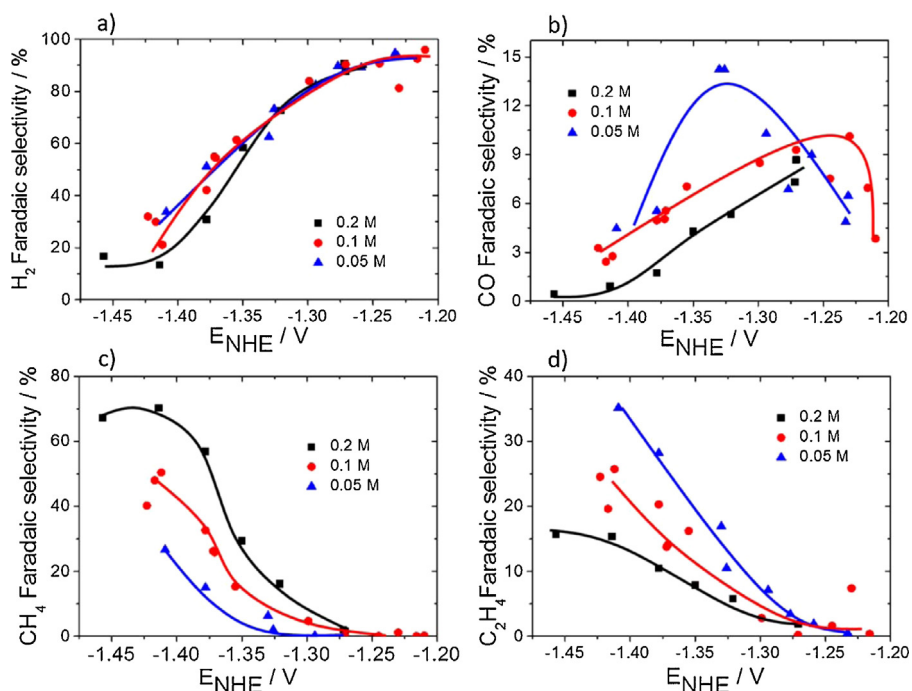 a)
H₂ Faradaic selectivity / %
100
80
60
40
20
0
0.2 M
0.1 M
0.05 M
-1.45 -1.40 -1.35 -1.30 -1.25 -1.20
E_NHE / V
b)
CO Faradaic selectivity / %
15
12
9
6
3
0
0.2 M
0.1 M
0.05 M
-1.45 -1.40 -1.35 -1.30 -1.25 -1.20
E_NHE / V
c)
CH₄ Faradaic selectivity / %
80
60
40
20
0
0.2 M
0.1 M
0.05 M
-1.45 -1.40 -1.35 -1.30 -1.25 -1.20
E_NHE / V
d)
C₂H₄ Faradaic selectivity / %
40
30
20
10
0
0.2 M
0.1 M
0.05 M
-1.45 -1.40 -1.35 -1.30 -1.25 -1.20
E_NHE / V